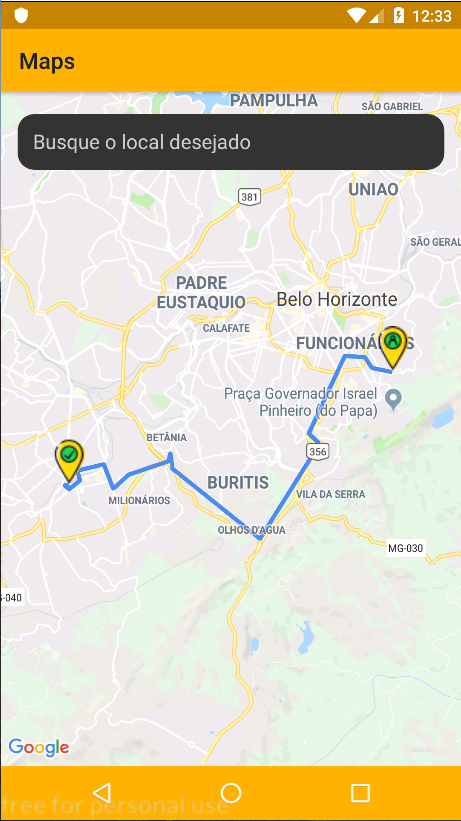 12:33
Maps
PAMPULHA
SÃO GABRIEL
Busque o local desejado
UNIAO
381
SÃO GERAL
PADRE
EUSTAQUIO
Belo Horizonte
CALAFATE
Praça Governador Israel
Pinheiro (do Papa)
BETÂNIA
356
BURITIS
VILA DA SERRA
MILIONÁRIOS
OLHOS D'AGUA
MG-030
-040
Google
free for personal use